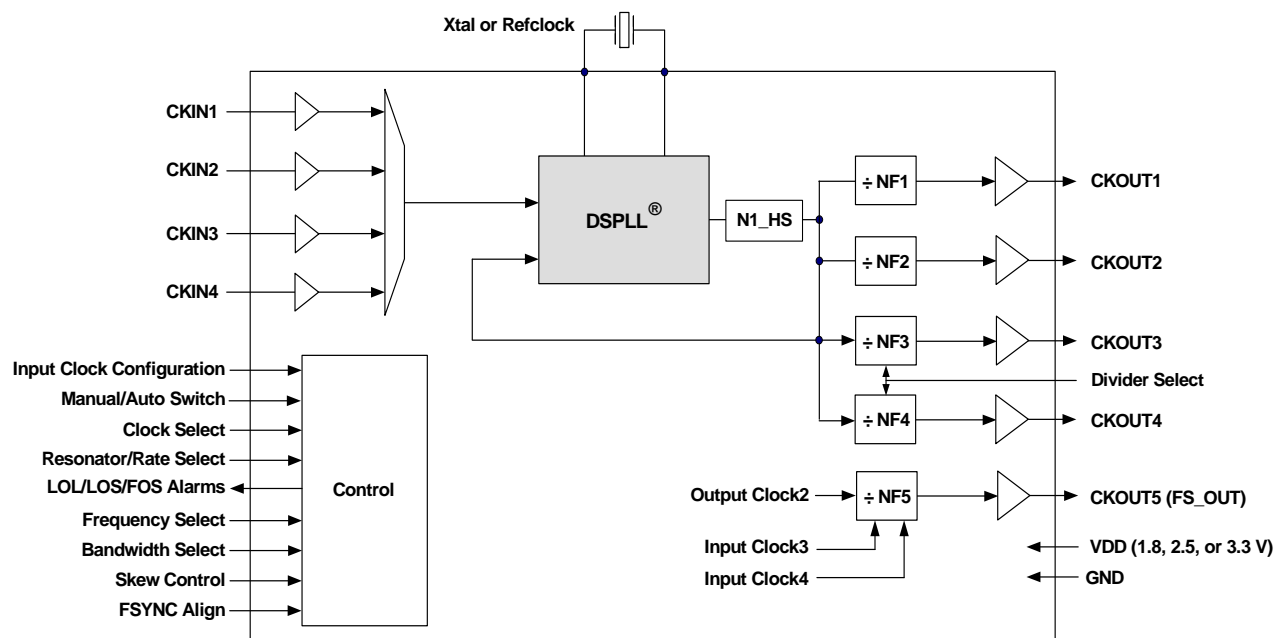 Xtal or Refclock
CKIN1
CKIN2
CKIN3
CKIN4
DSPLL®
N1_HS
÷ NF1
÷ NF2
÷ NF3
÷ NF4
÷ NF5
CKOUT1
CKOUT2
CKOUT3
Divider Select
CKOUT4
CKOUT5 (FS_OUT)
VDD (1.8, 2.5, or 3.3 V)
GND
Output Clock2
Input Clock3
Input Clock4
Input Clock Configuration
Manual/Auto Switch
Clock Select
Resonator/Rate Select
LOL/LOS/FOS Alarms
Frequency Select
Bandwidth Select
Skew Control
FSYNC Align
Control